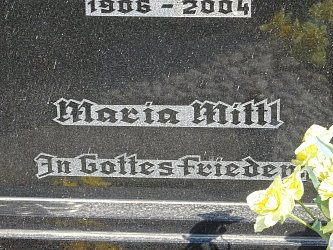 1906 - 2004
Maria Mittl
In Gottes Frieden